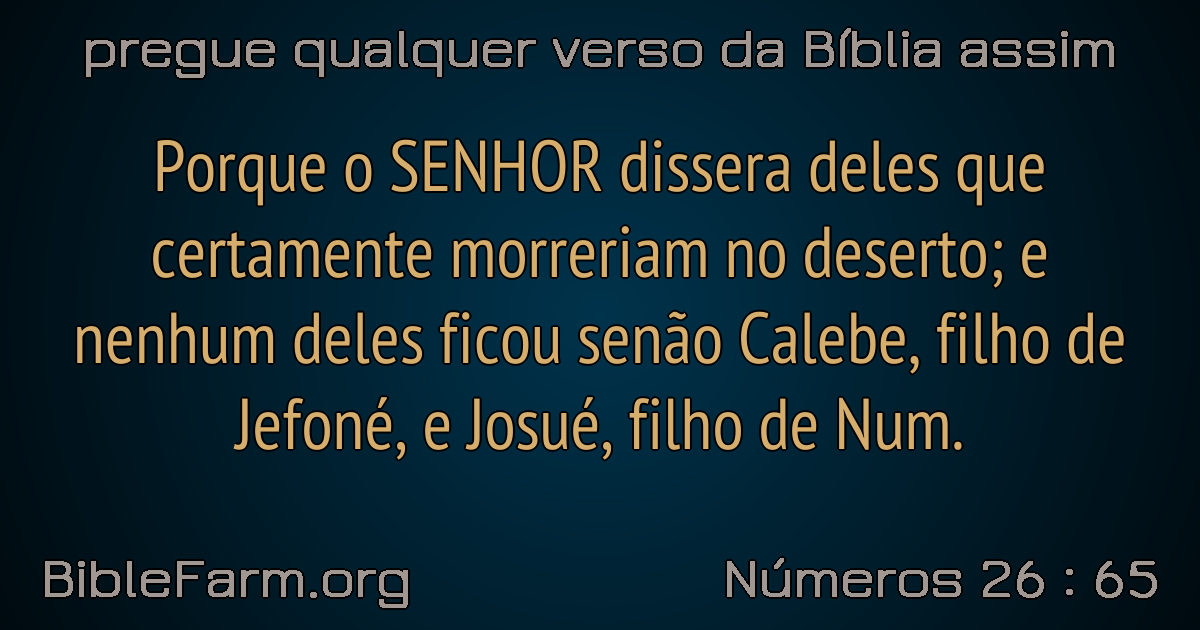 pregue qualquer verso da Bíblia assim
Porque o SENHOR dissera deles que
certamente morreriam no deserto; e
nenhum deles ficou senão Calebe, filho de
Jefoné, e Josué, filho de Num.
BibleFarm.org
Números 26 : 65